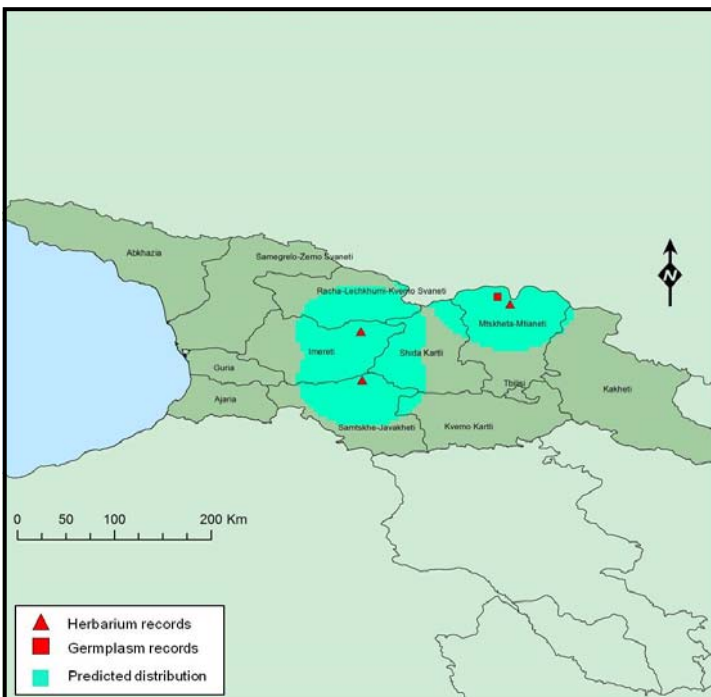 Abkhazia
Samegrelo-Zemo Svaneti
Racha-Lechkhumi-Kvemo Svaneti
Mtskheta-Mtianeti
Imereti
Shida Kartli
Guria
Tbilisi
Kakheti
Ajaria
Samtskhe-Javakheti
Kvemo Kartli
N
0 50 100 200 Km
Herbarium records
Germplasm records
Predicted distribution